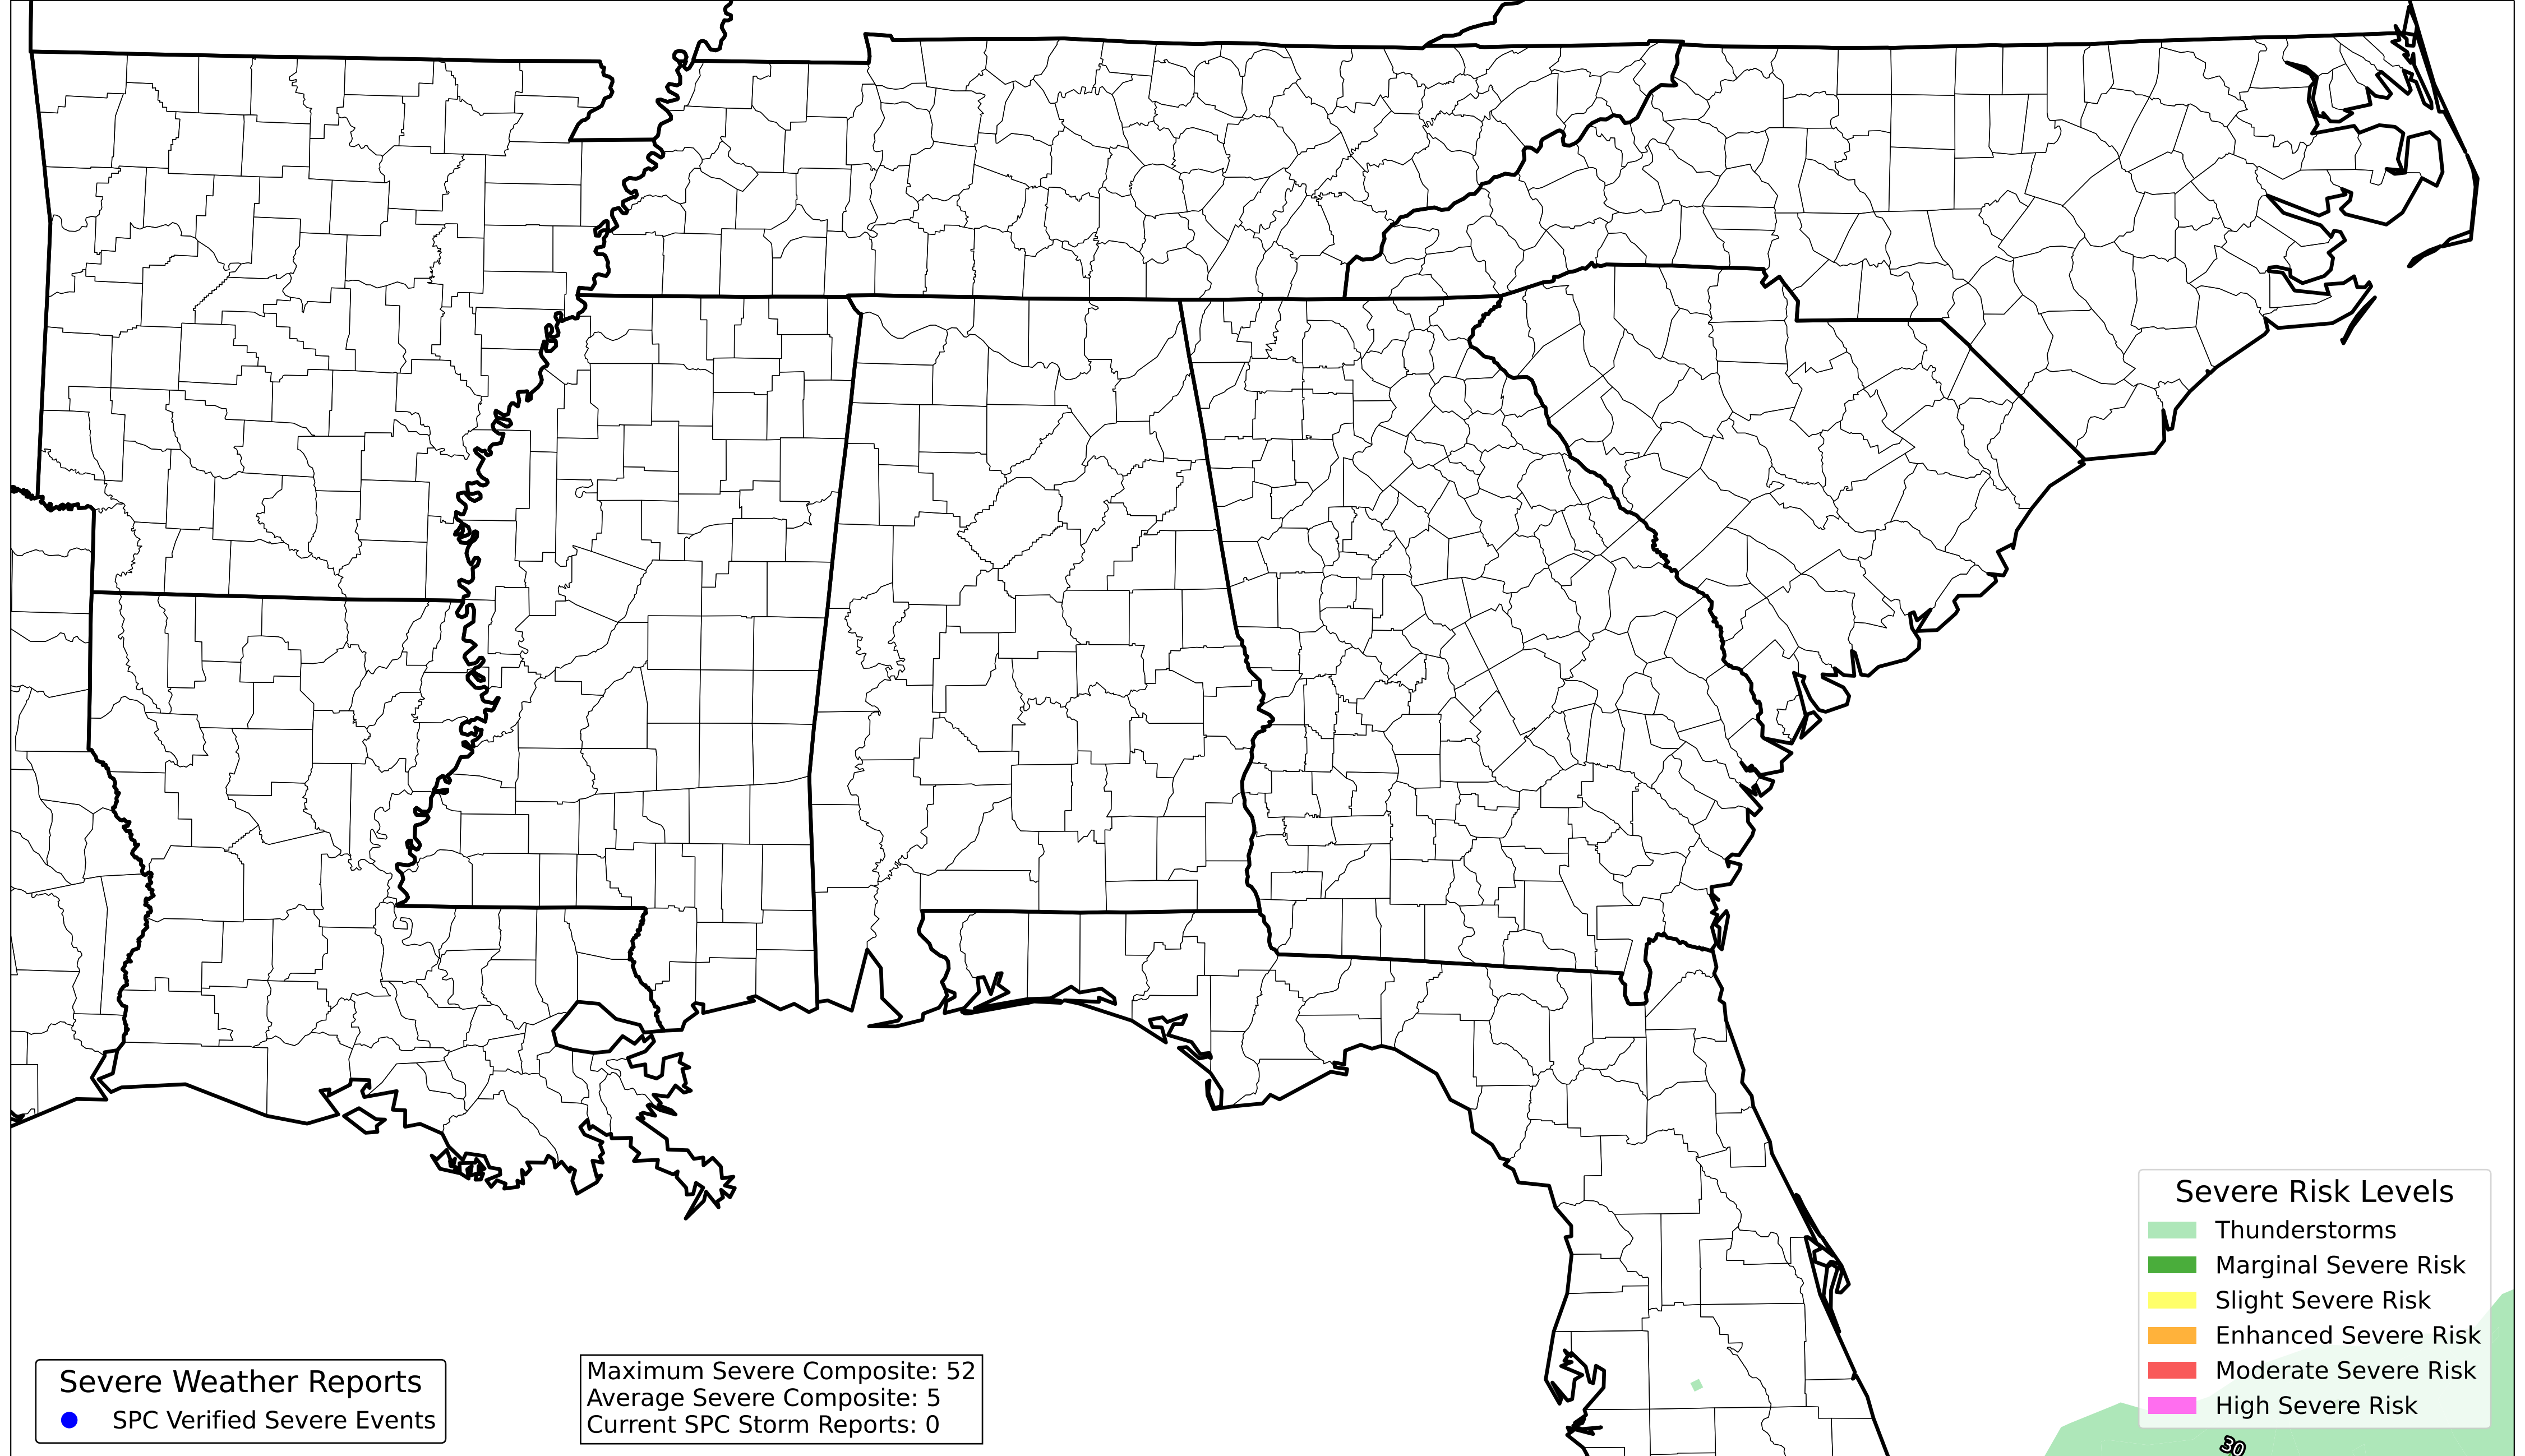 Severe Risk Levels
Thunderstorms
Marginal Severe Risk
Slight Severe Risk
Enhanced Severe Risk
Moderate Severe Risk
High Severe Risk
30
Severe Weather Reports
SPC Verified Severe Events
Maximum Severe Composite: 52
Average Severe Composite: 5
Current SPC Storm Reports: 0